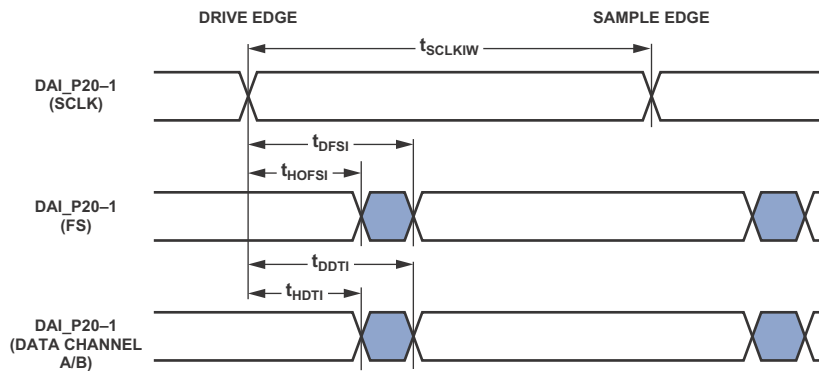 DRIVE EDGE
SAMPLE EDGE
tSCLKIW
DAI_P20–1
(SCLK)
tDFSI
tHOFSI
DAI_P20–1
(FS)
tDDTI
tHDTI
DAI_P20–1
(DATA CHANNEL
A/B)